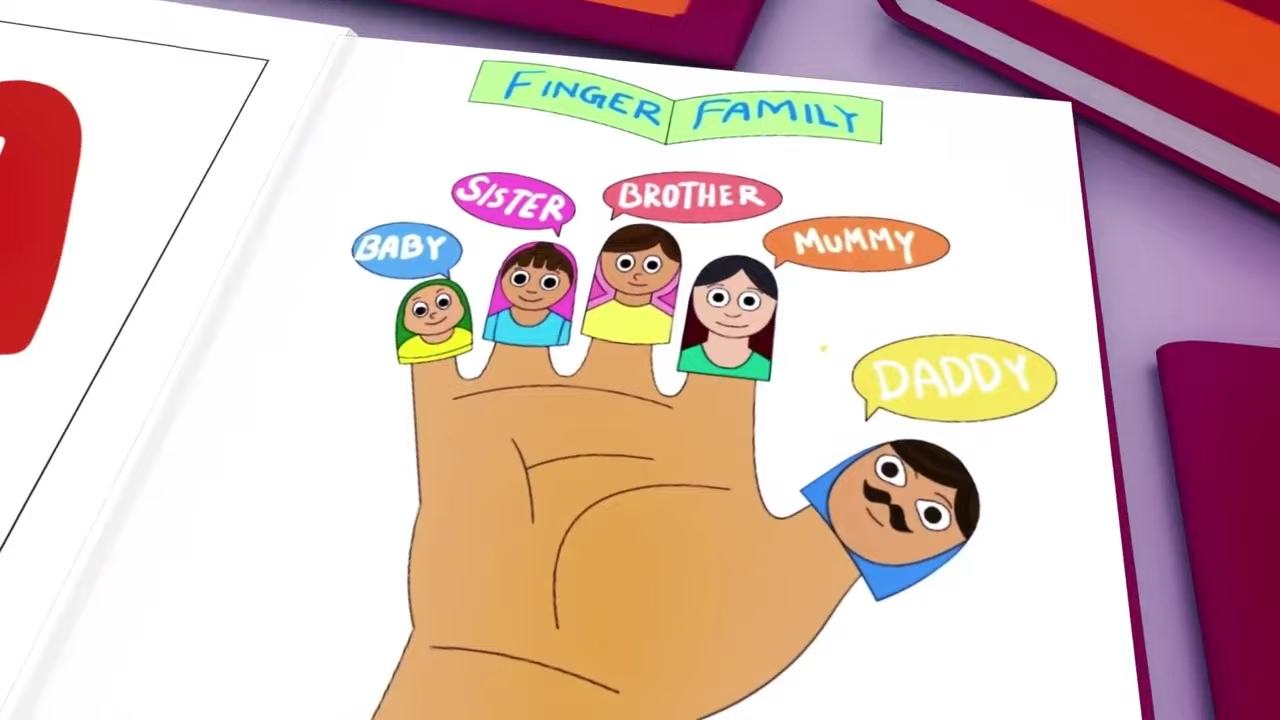 FINGER FAMILY
BABY
SISTER
BROTHER
MUMMY
DADDY